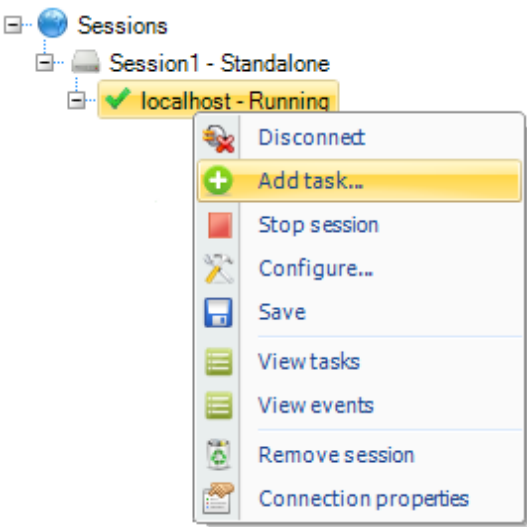 Sessions
Session1 - Standalone
localhost - Running
Disconnect
Add task...
Stop session
Configure...
Save
View tasks
View events
Remove session
Connection properties